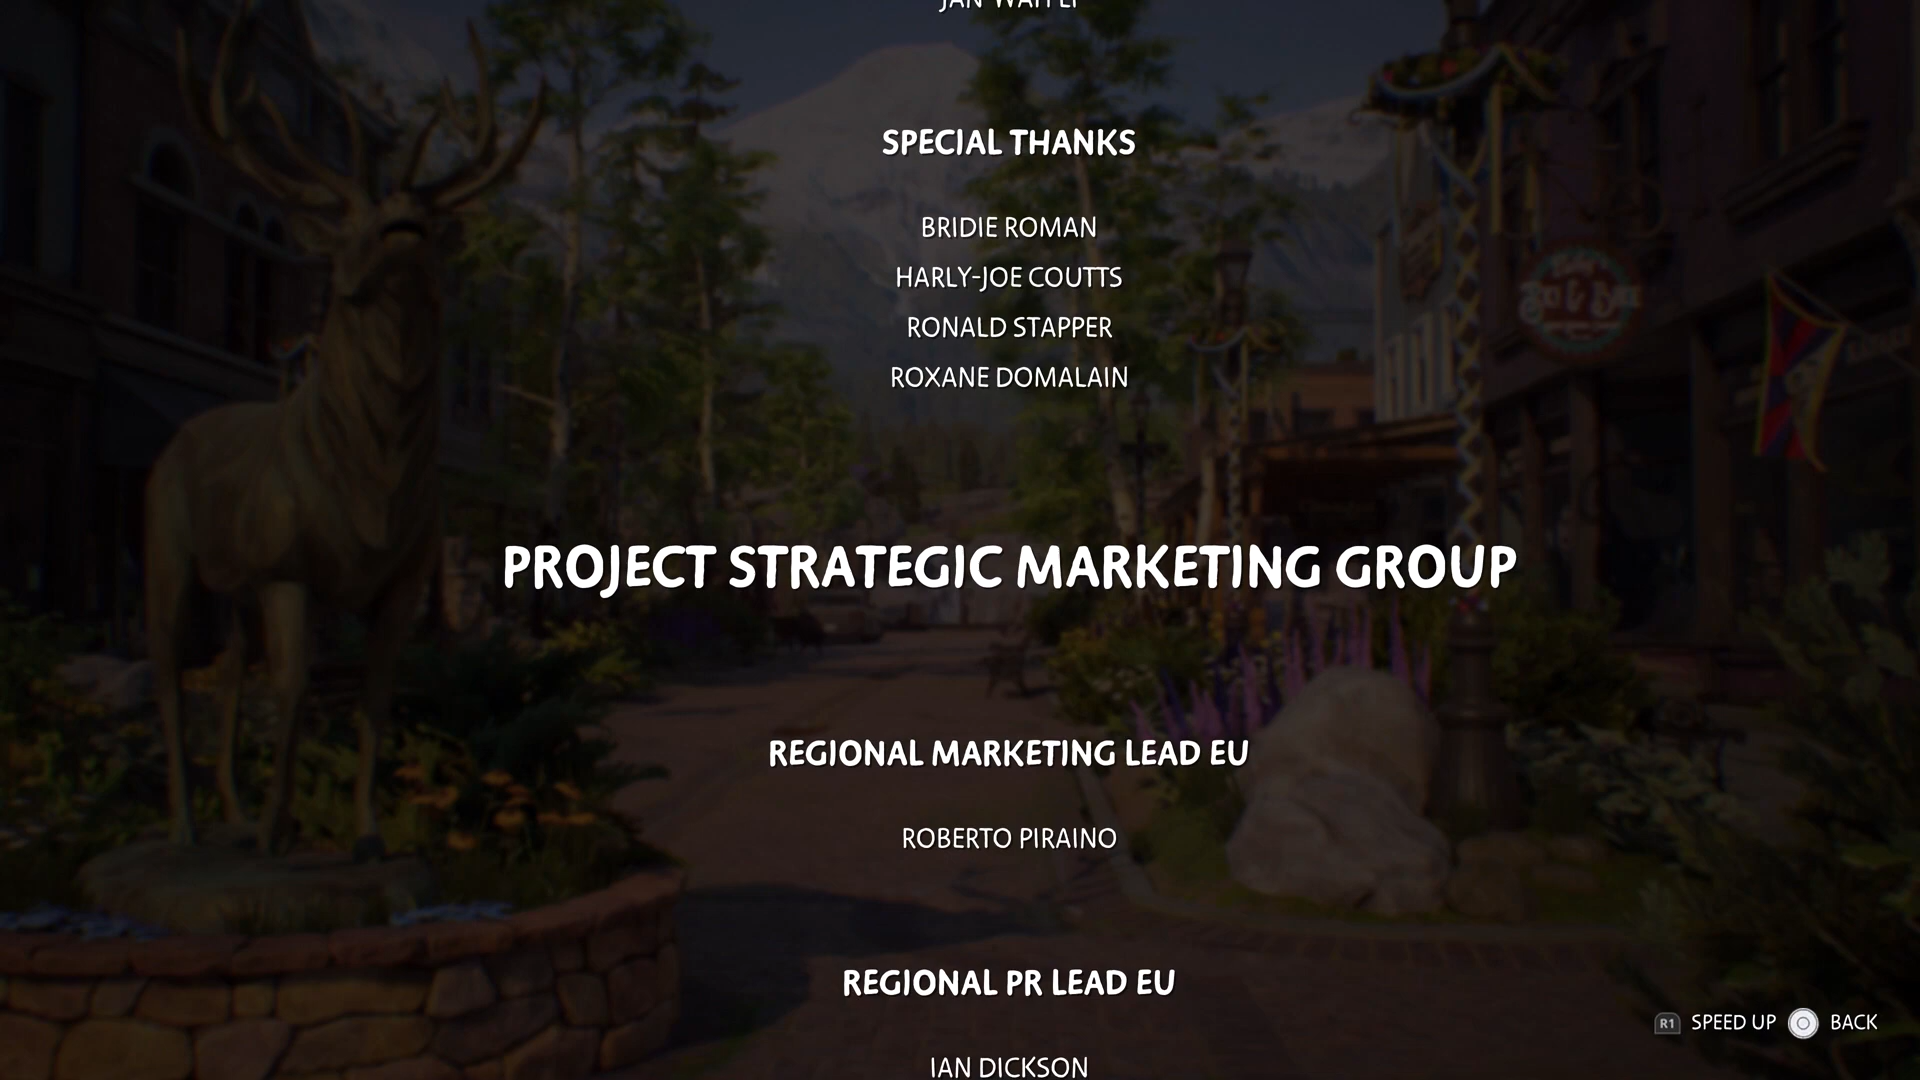 SPECIAL THANKS
BRIDIE ROMAN
HARLY-JOE COUTTS
RONALD STAPPER
ROXANE DOMALAIN
PROJECT STRATEGIC MARKETING GROUP
REGIONAL MARKETING LEAD EU
ROBERTO PIRAINO
REGIONAL PR LEAD EU
R1 SPEED UP BACK
IAN DICKSON